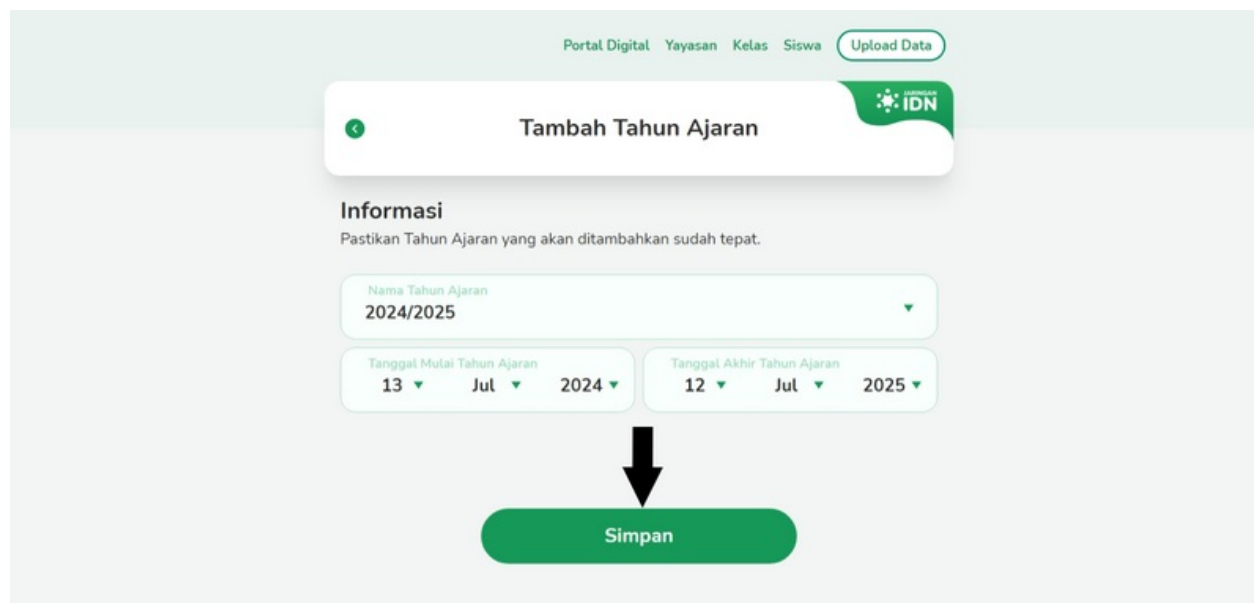 Portal Digital Yayasan Kelas Siswa Upload Data
JARINGAN
IDN
Tambah Tahun Ajaran
Informasi
Pastikan Tahun Ajaran yang akan ditambahkan sudah tepat.
Nama Tahun Ajaran
2024/2025
Tanggal Mulai Tahun Ajaran
13 Jul 2024
Tanggal Akhir Tahun Ajaran
12 Jul 2025
Simpan